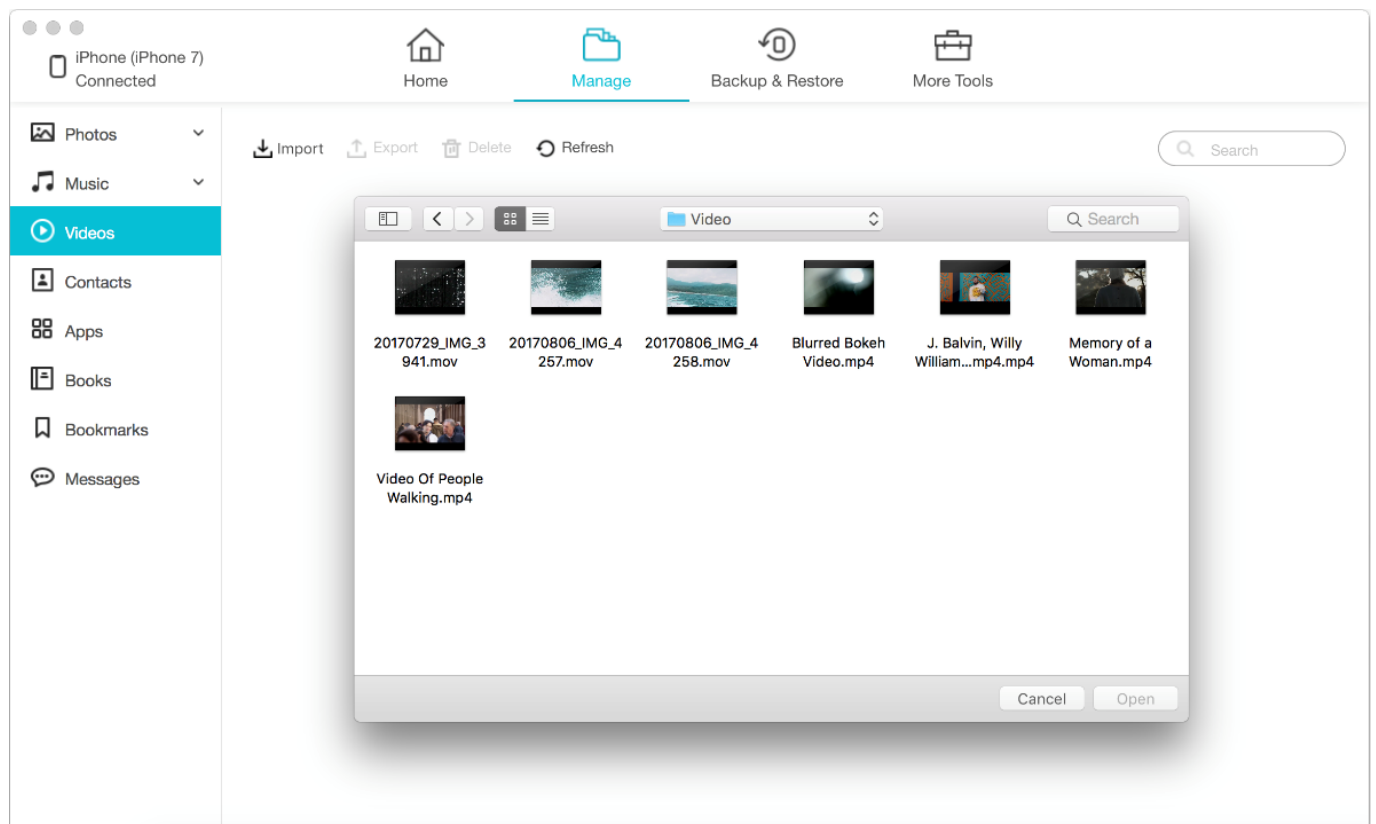 iPhone (iPhone 7)
Connected
Home
Manage
Backup & Restore
More Tools
Photos
Music
Videos
Contacts
Apps
Books
Bookmarks
Messages
Import
Export
Delete
Refresh
Search
Video
Search
20170729_IMG_3
941.mov
20170806_IMG_4
257.mov
20170806_IMG_4
258.mov
Blurred Bokeh
Video.mp4
J. Balvin, Willy
William...mp4.mp4
Memory of a
Woman.mp4
Video Of People
Walking.mp4
Cancel
Open